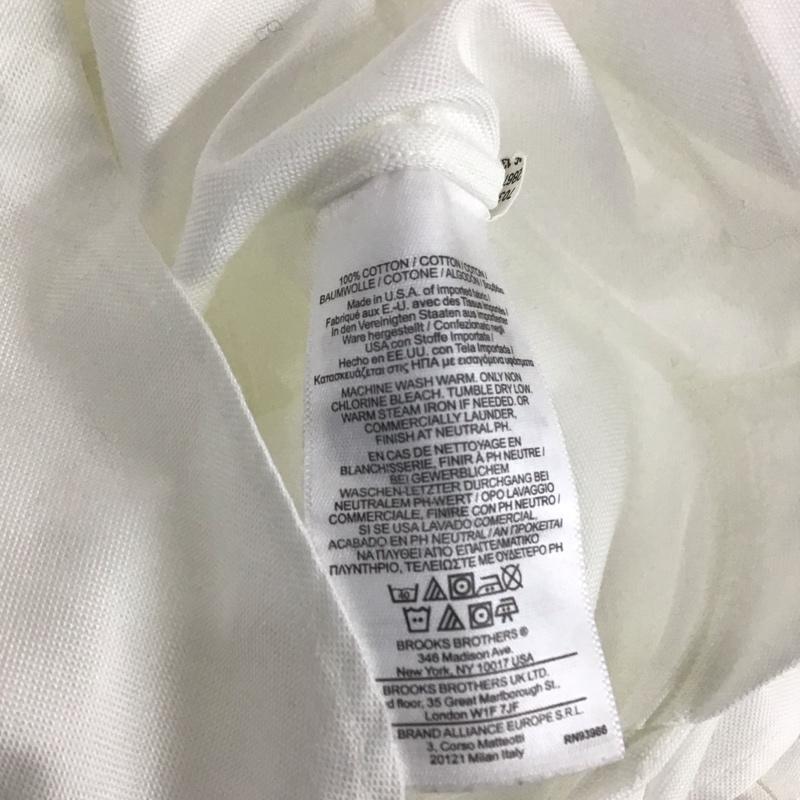 100% COTTON / COTTON / COTON /
BAUMWOLLE / COTONE / ALGODÓN /
Made in U.S.A. of imported fabric /
Fabriqué aux E.-U. avec des Tissus importés /
In den Vereinigten Staaten aus importierten
Ware hergestellt / Confezionato negli
USA con Stoffe Importate /
Hecho en EE.UU. con Tela Importada /
Κατασκευάζεται στις ΗΠΑ με εισαγόμενα υφάσματα
MACHINE WASH WARM. ONLY NON
CHLORINE BLEACH. TUMBLE DRY LOW.
WARM STEAM IRON IF NEEDED. OR
COMMERCIALLY LAUNDER,
FINISH AT NEUTRAL PH.
EN CAS DE NETTOYAGE EN
BLANCHISSERIE, FINIR À PH NEUTRE /
BEI GEWERBLICHEM
WASCHEN-LETZTER DURCHGANG BEI
NEUTRALEM PH-WERT / OPO LAVAGGIO
COMMERCIALE, FINIRE CON PH NEUTRO /
SI SE USA LAVADO COMERCIAL,
ACABADO EN PH NEUTRAL / ΑΝ ΠΡΟΚΕΙΤΑΙ
ΝΑ ΠΛΥΘΕΙ ΑΠΟ ΕΠΑΓΓΕΛΜΑΤΙΚΟ
ΠΛΥΝΤΗΡΙΟ, ΤΕΛΕΙΩΣΤΕ ΜΕ ΟΥΔΕΤΕΡΟ PH
40
BROOKS BROTHERS®
346 Madison Ave.
New York, NY 10017 USA
BROOKS BROTHERS UK LTD.
d floor, 35 Great Marlborough St.,
London W1F 7JF
BRAND ALLIANCE EUROPE S.R.L.
3, Corso Matteotti
20121 Milan Italy
RN93986